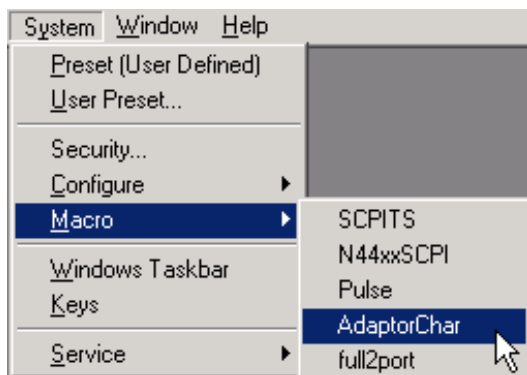 System Window Help
Preset (User Defined)
User Preset...
Security...
Configure
Macro
Windows Taskbar
Keys
Service
SCPITS
N44xxSCPI
Pulse
AdaptorChar
full2port